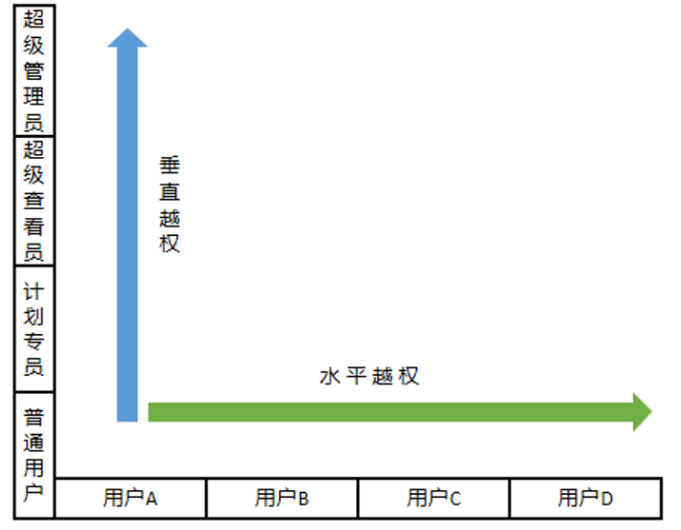 超级管理员
超级查看员
计划专员
普通用户
垂直越权
水平越权
用户A
用户B
用户C
用户D